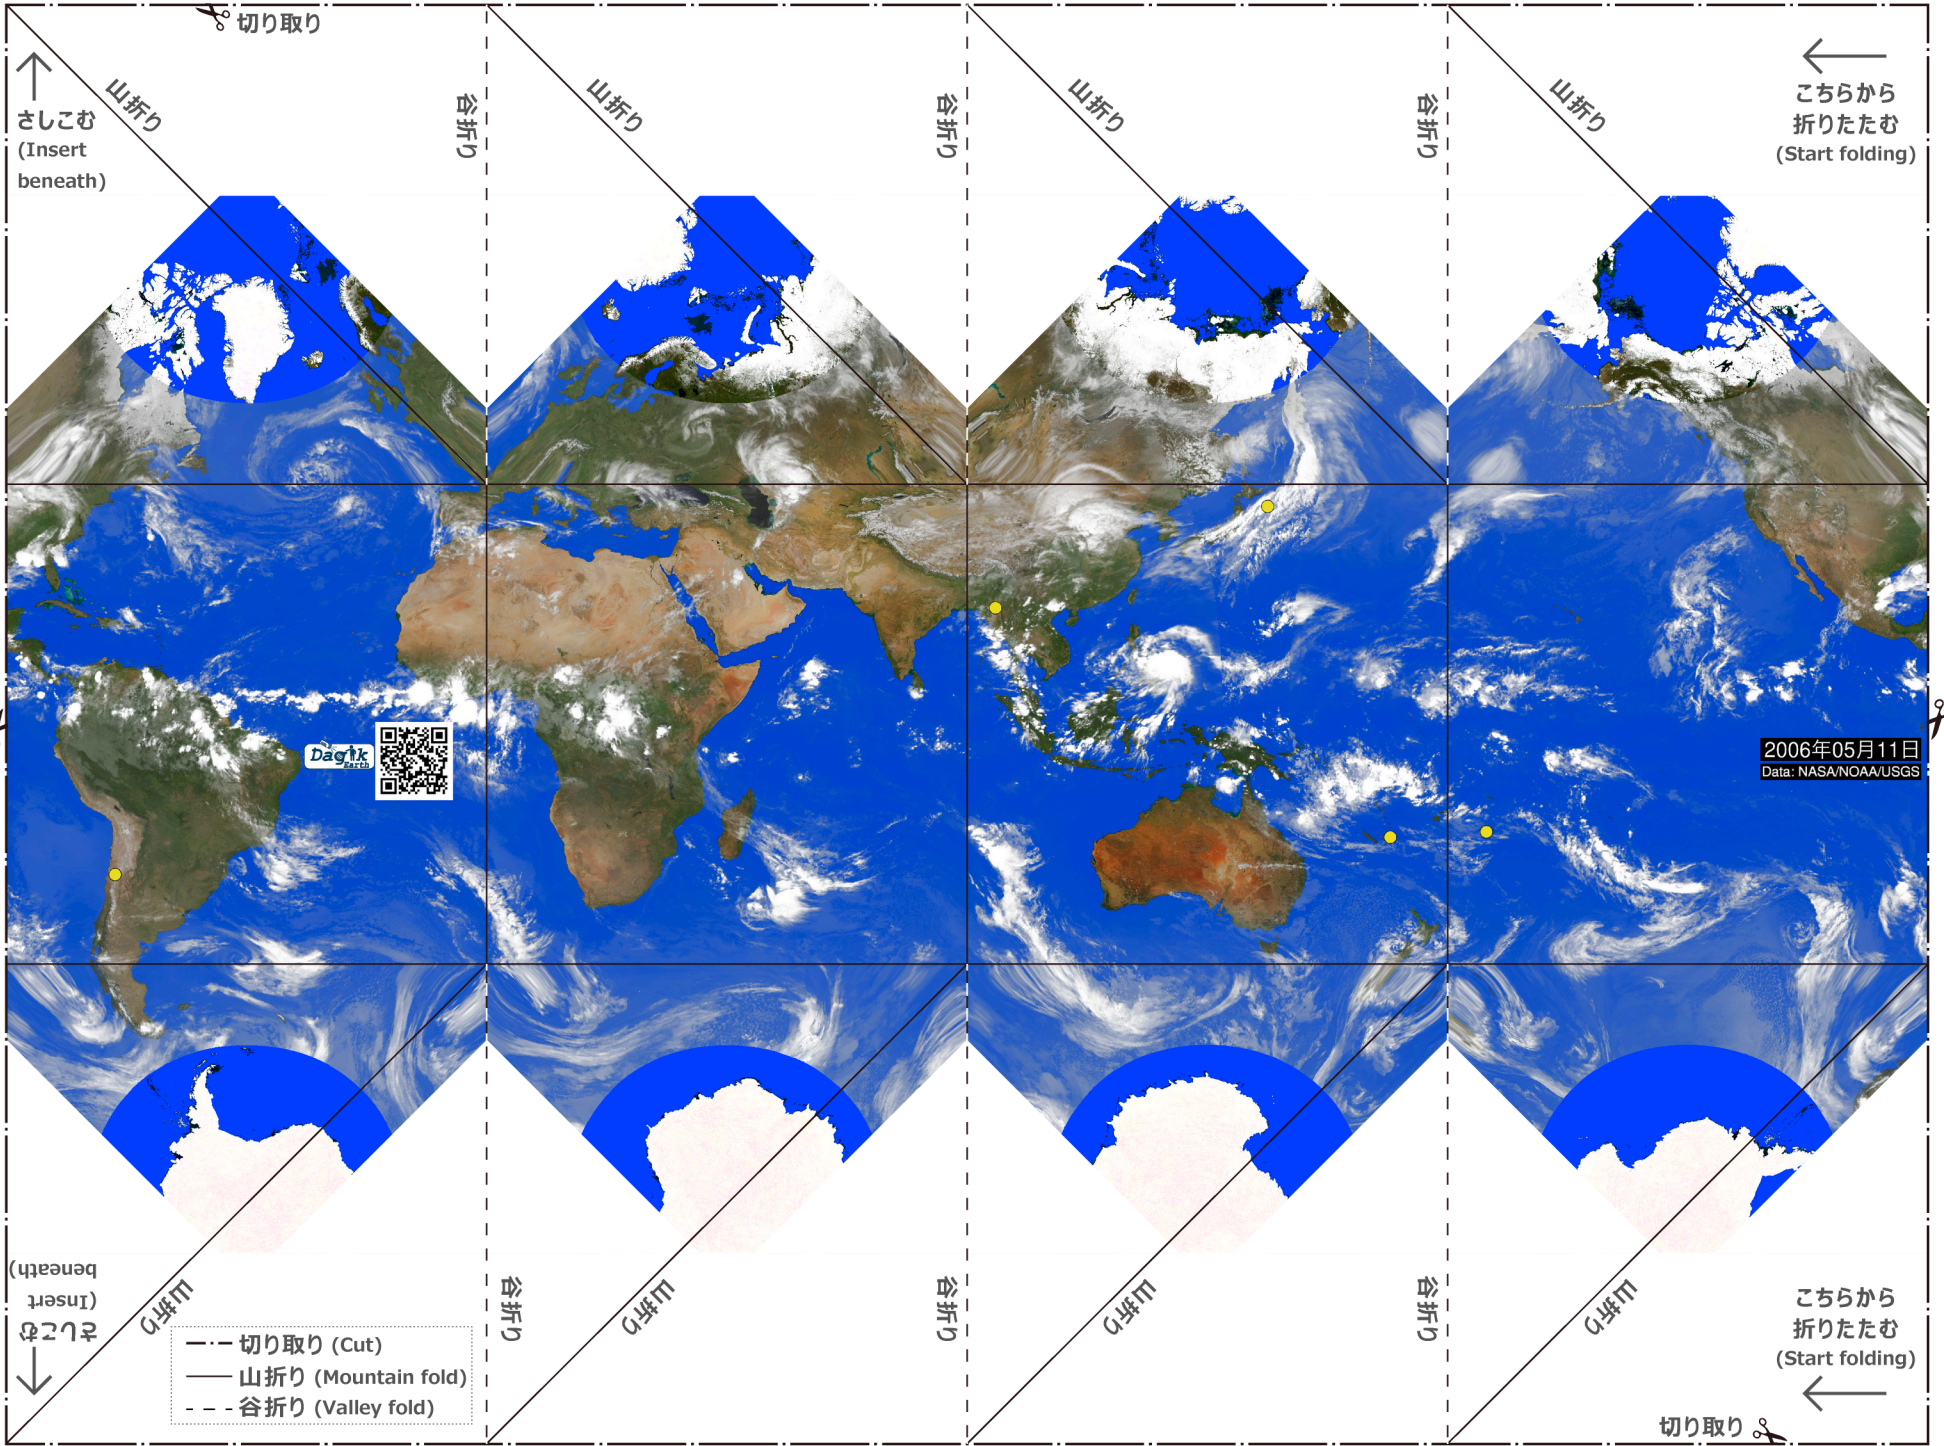 切り取り
山折り
谷折り
山折り
谷折り
山折り
谷折り
山折り
さしこむ
(Insert
beneath)
こちらから
折りたたむ
(Start folding)
Dagik
Earth
2006年05月11日
Data: NASA/NOAA/USGS
さしこむ
(Insert
beneath)
山折り
谷折り
山折り
谷折り
山折り
谷折り
山折り
こちらから
折りたたむ
(Start folding)
切り取り (Cut)
山折り (Mountain fold)
谷折り (Valley fold)
切り取り